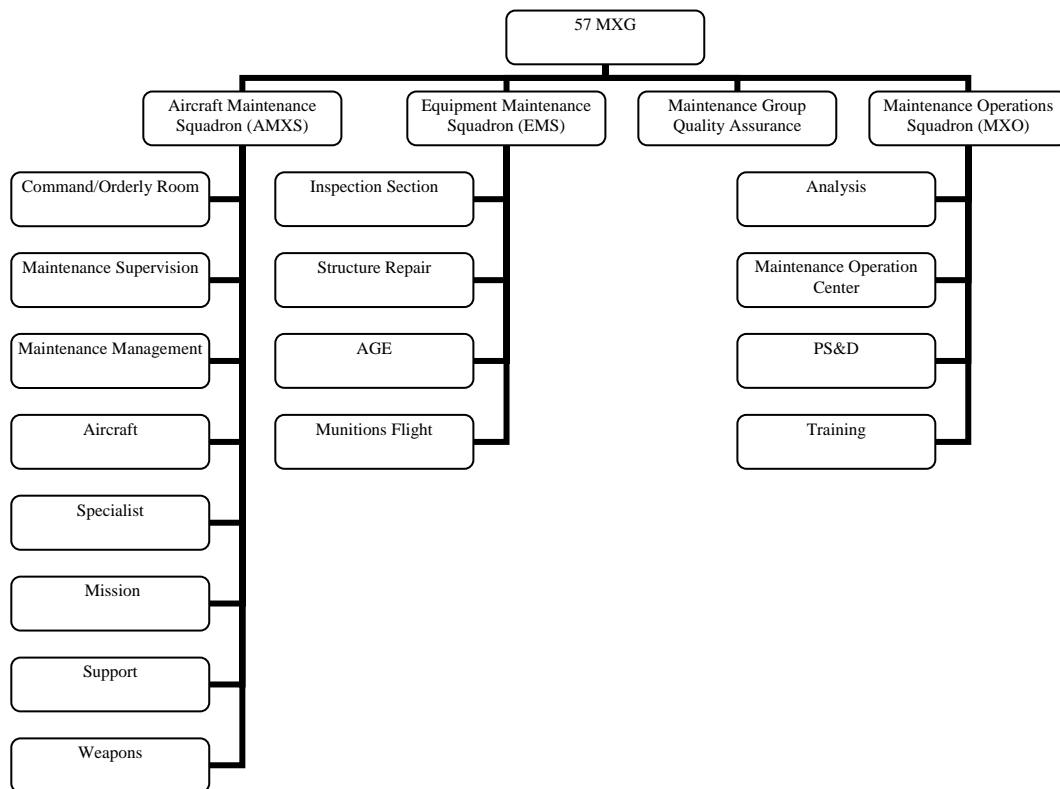 57 MXG
Aircraft Maintenance
Squadron (AMXS)
Equipment Maintenance
Squadron (EMS)
Maintenance Group
Quality Assurance
Maintenance Operations
Squadron (MXO)
Command/Orderly Room
Maintenance Supervision
Maintenance Management
Aircraft
Specialist
Mission
Support
Weapons
Inspection Section
Structure Repair
AGE
Munitions Flight
Analysis
Maintenance Operation
Center
PS&D
Training